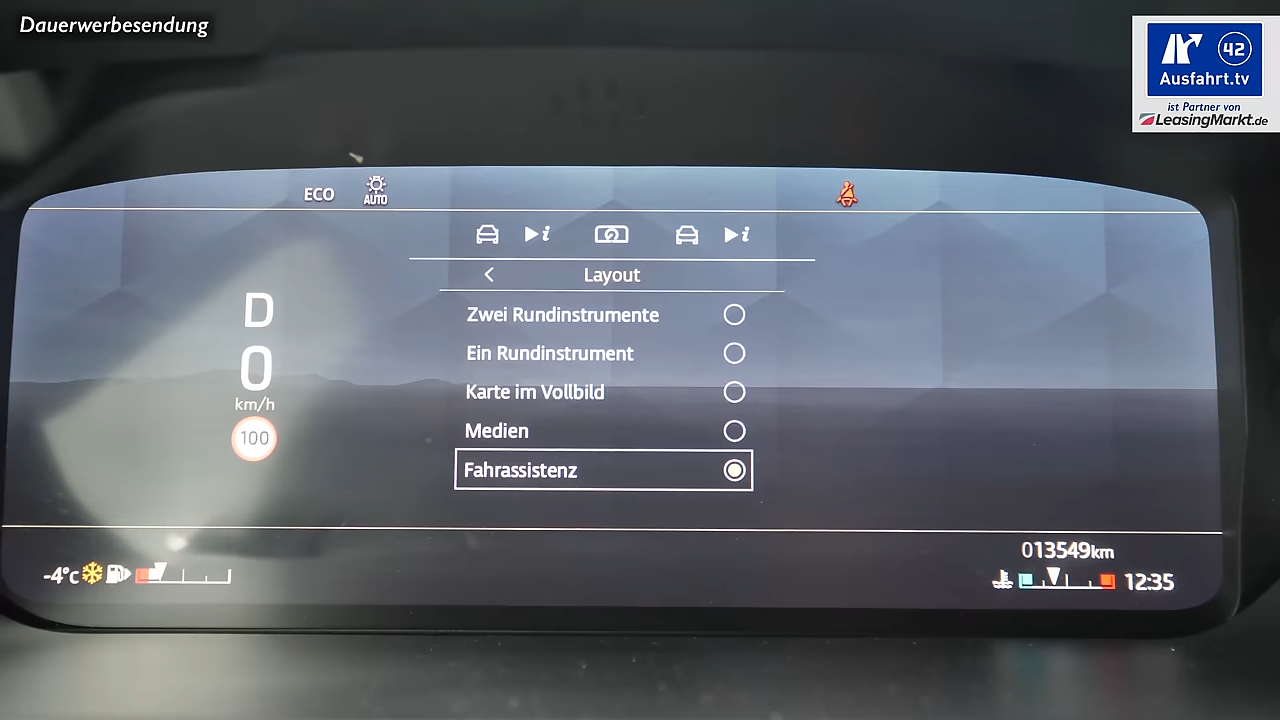 Dauerwerbesendung
42
Ausfahrt.tv
ist Partner von
LeasingMarkt.de
ECO
AUTO
i
i
Layout
Zwei Rundinstrumente
Ein Rundinstrument
Karte im Vollbild
Medien
Fahrassistenz
D
0
km/h
100
-4°c
013549km
12:35